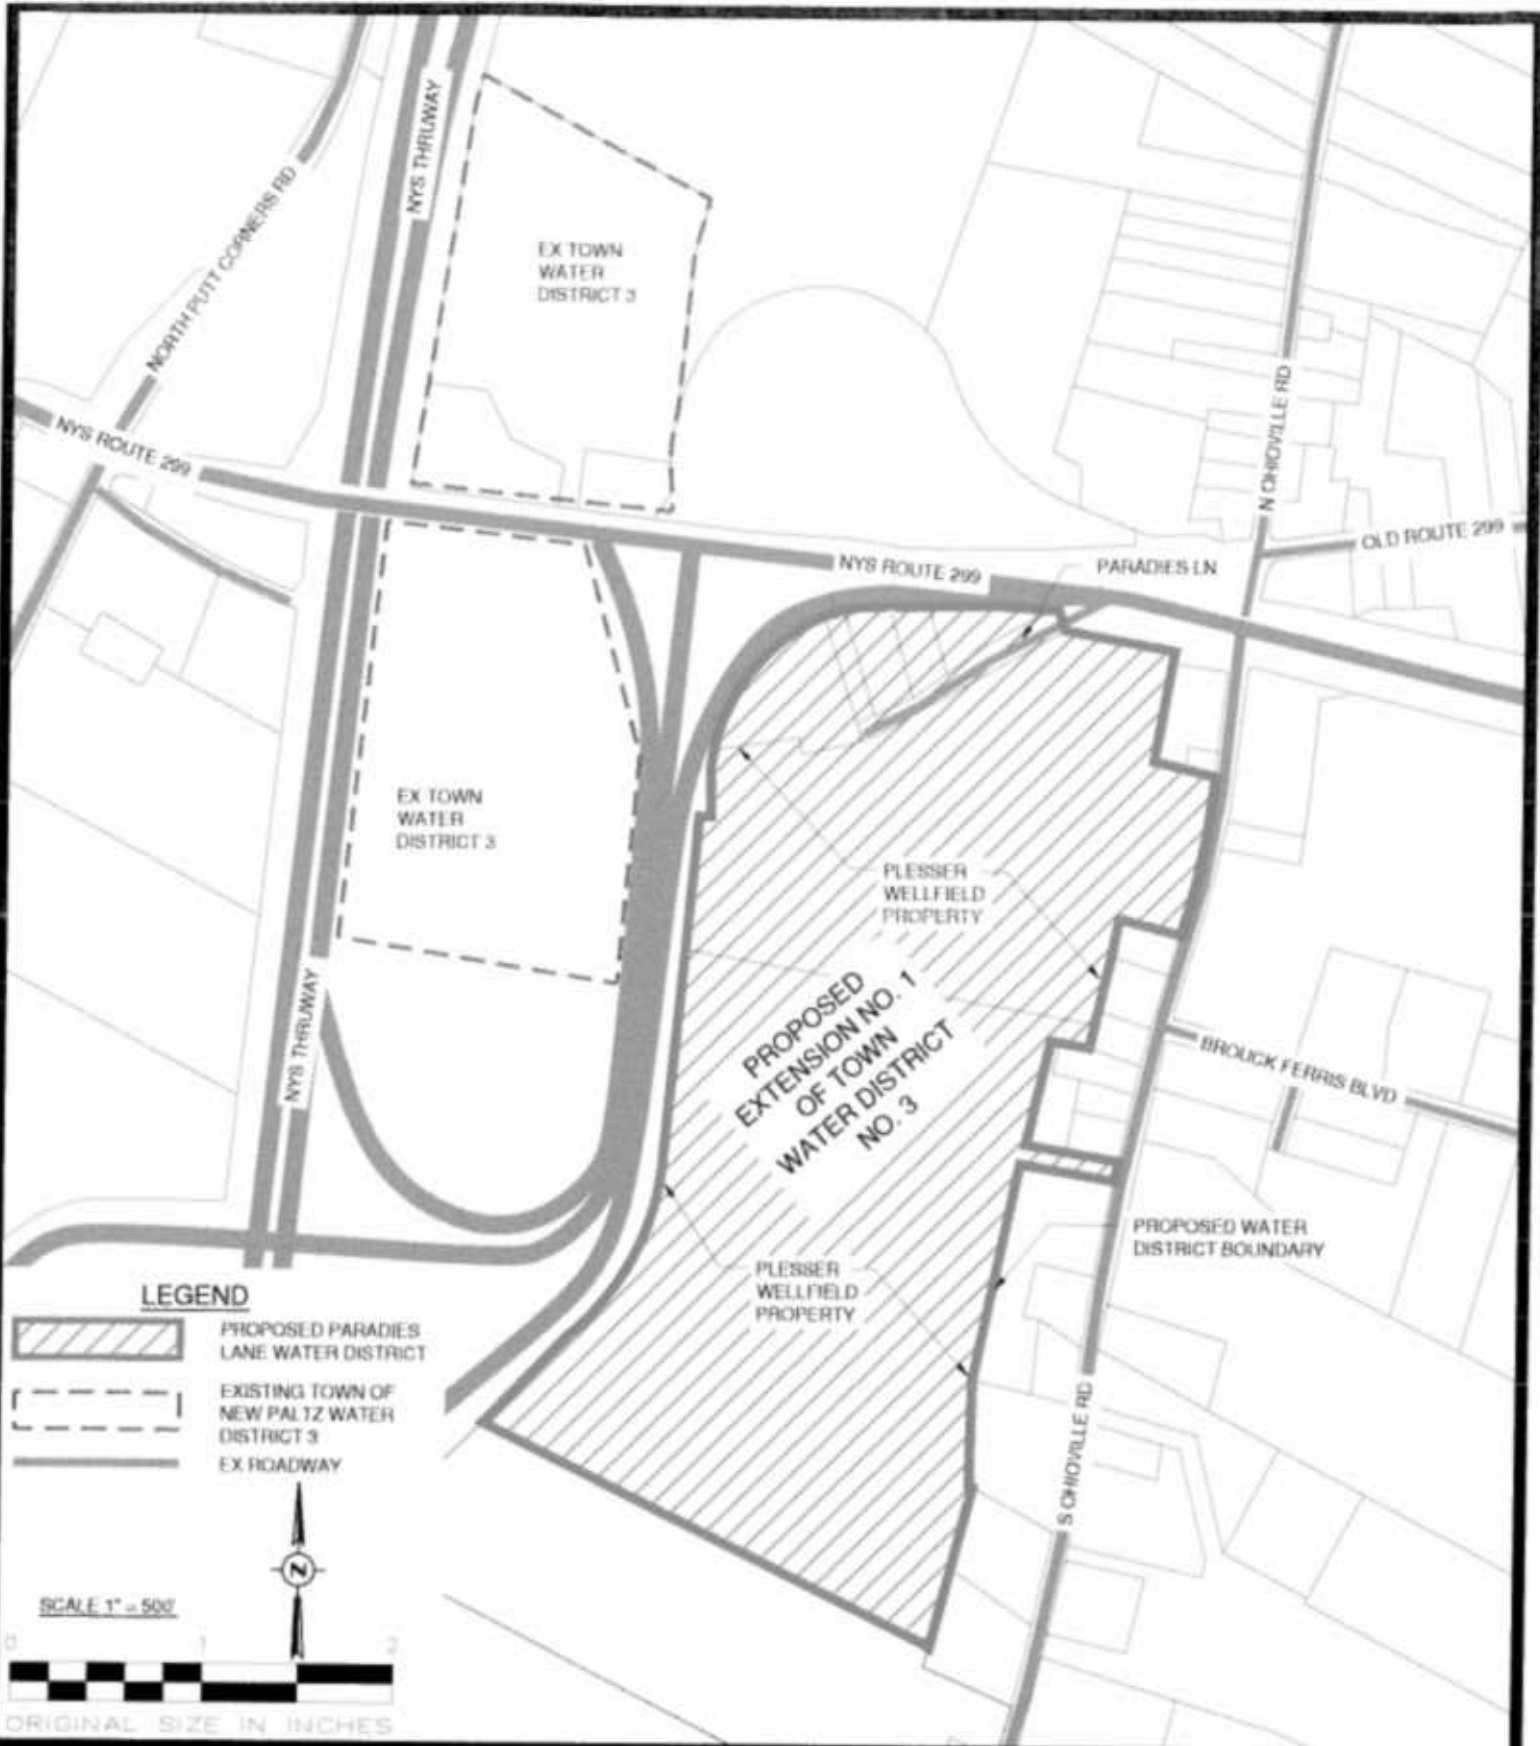 NYS THRUWAY
NORTH PUTT CORNERS RD
EX TOWN
WATER
DISTRICT 3
NYS ROUTE 299
N OHIOVILLE RD
OLD ROUTE 299
NYS ROUTE 299
PARADIES LN
EX TOWN
WATER
DISTRICT 3
PLESSER
WELLFIELD
PROPERTY
PROPOSED
EXTENSION NO. 1
OF TOWN
WATER DISTRICT
NO. 3
NYS THRUWAY
BROUCK FERRIS BLVD
PROPOSED WATER
DISTRICT BOUNDARY
PLESSER
WELLFIELD
PROPERTY
S OHIOVILLE RD
LEGEND
PROPOSED PARADIES
LANE WATER DISTRICT
EXISTING TOWN OF
NEW PALTZ WATER
DISTRICT 3
EX ROADWAY
N
SCALE 1" = 500'
0 1 2
ORIGINAL SIZE IN INCHES